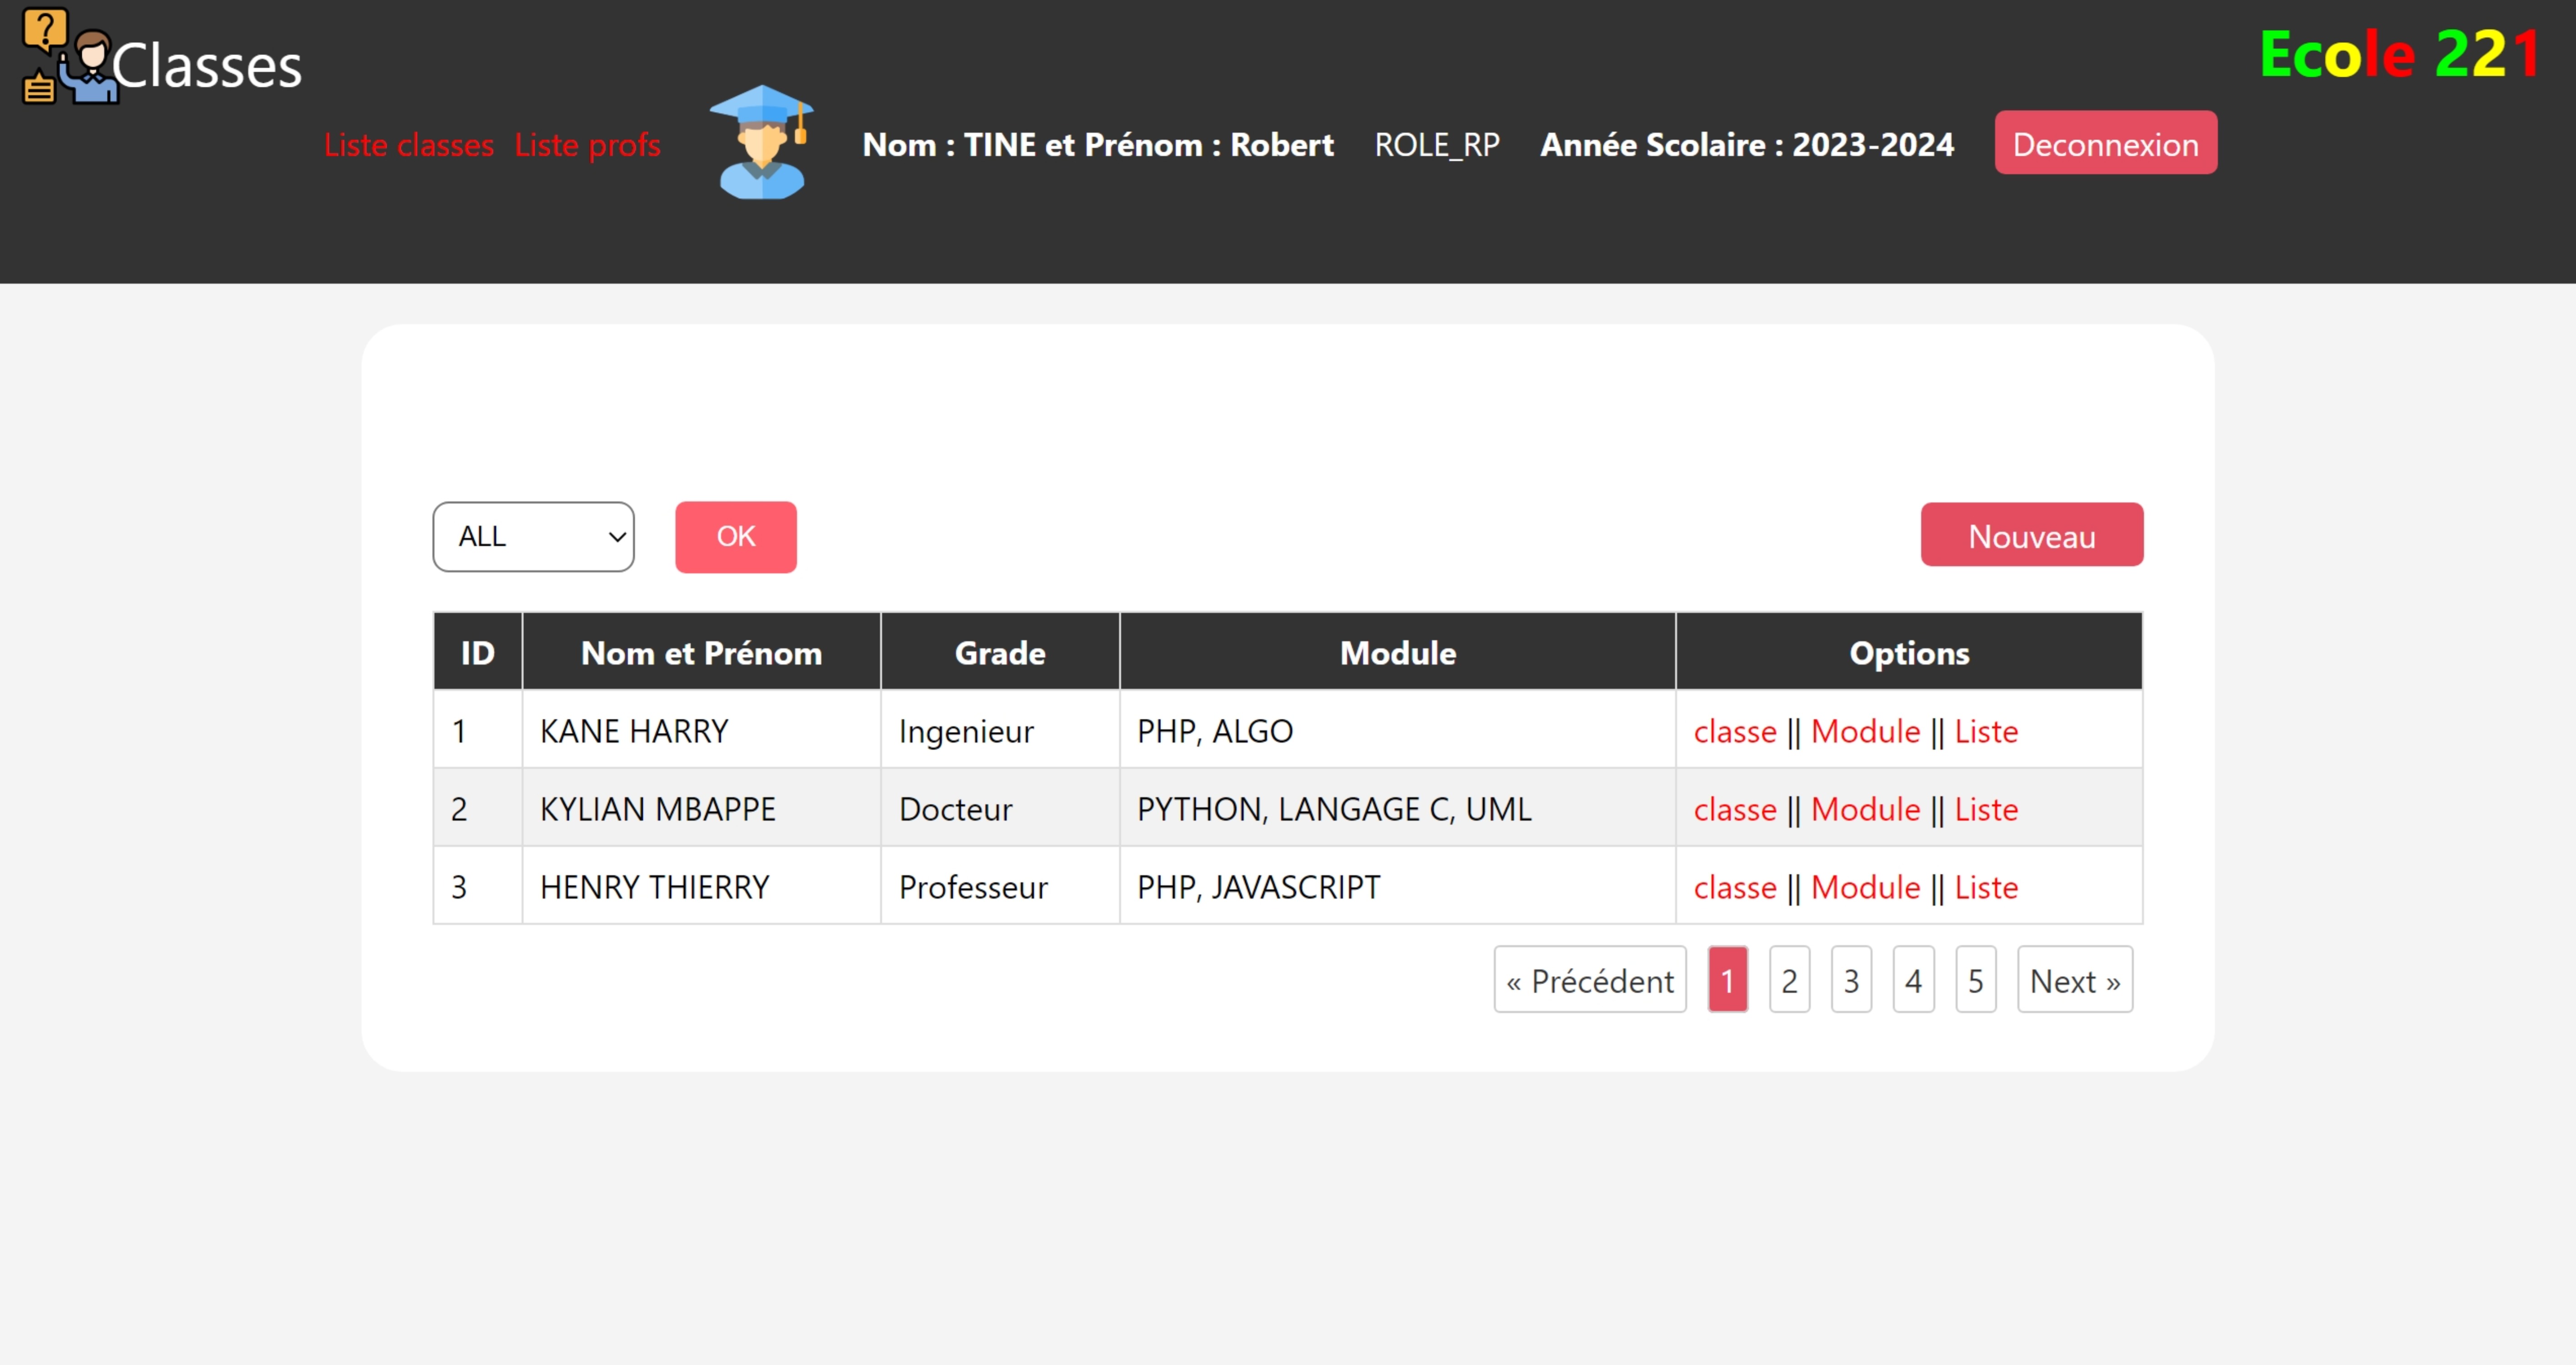 ?
Classes
Ecole 221
Liste classes Liste profs Nom : TINE et Prénom : Robert ROLE_RP Année Scolaire : 2023-2024 Deconnexion
ALL OK Nouveau
ID Nom et Prénom Grade Module Options
1 KANE HARRY Ingenieur PHP, ALGO classe || Module || Liste
2 KYLIAN MBAPPE Docteur PYTHON, LANGAGE C, UML classe || Module || Liste
3 HENRY THIERRY Professeur PHP, JAVASCRIPT classe || Module || Liste
« Précédent 1 2 3 4 5 Next »